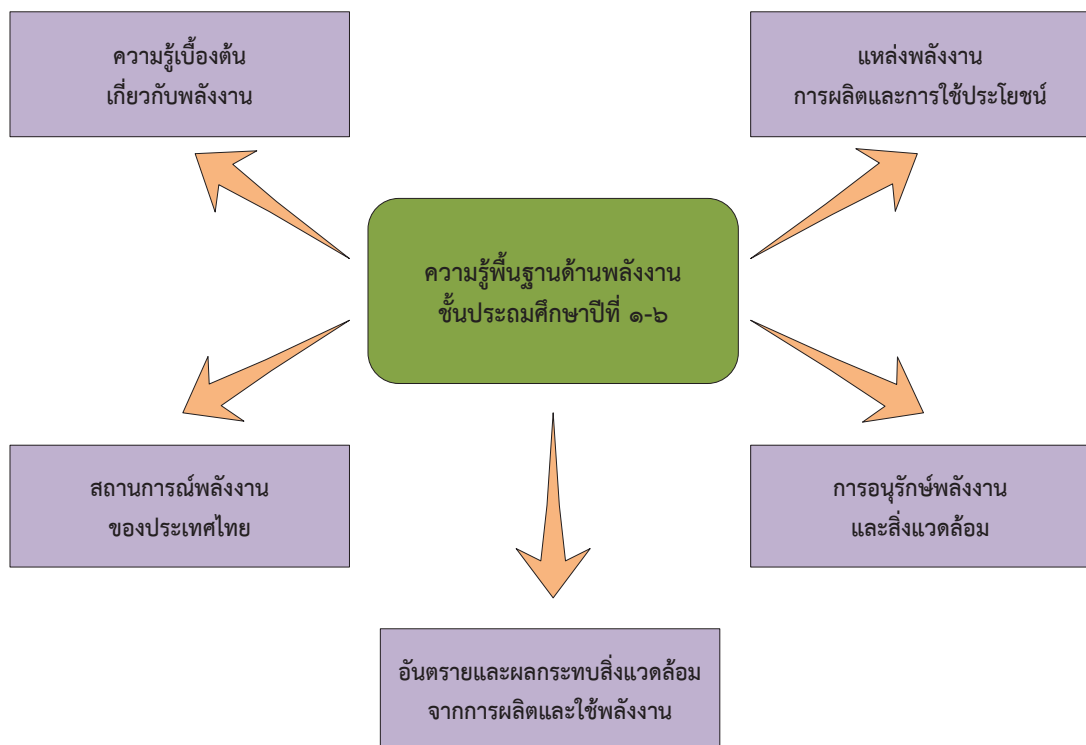 ความรู้เบื้องต้น
เกี่ยวกับพลังงาน
แหล่งพลังงาน
การผลิตและการใช้ประโยชน์
ความรู้พื้นฐานด้านพลังงาน
ชั้นประถมศึกษาปีที่ ๑-๖
สถานการณ์พลังงาน
ของประเทศไทย
การอนุรักษ์พลังงาน
และสิ่งแวดล้อม
อันตรายและผลกระทบสิ่งแวดล้อม
จากการผลิตและใช้พลังงาน